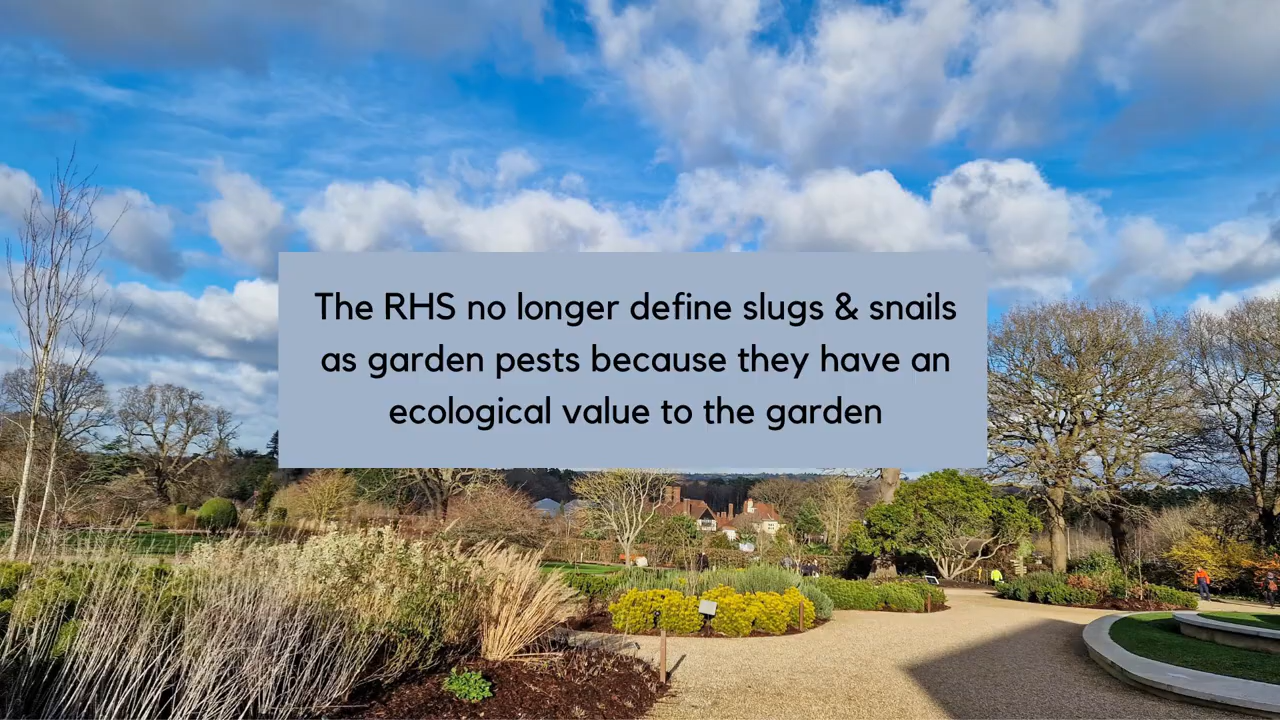 The RHS no longer define slugs & snails
as garden pests because they have an
ecological value to the garden